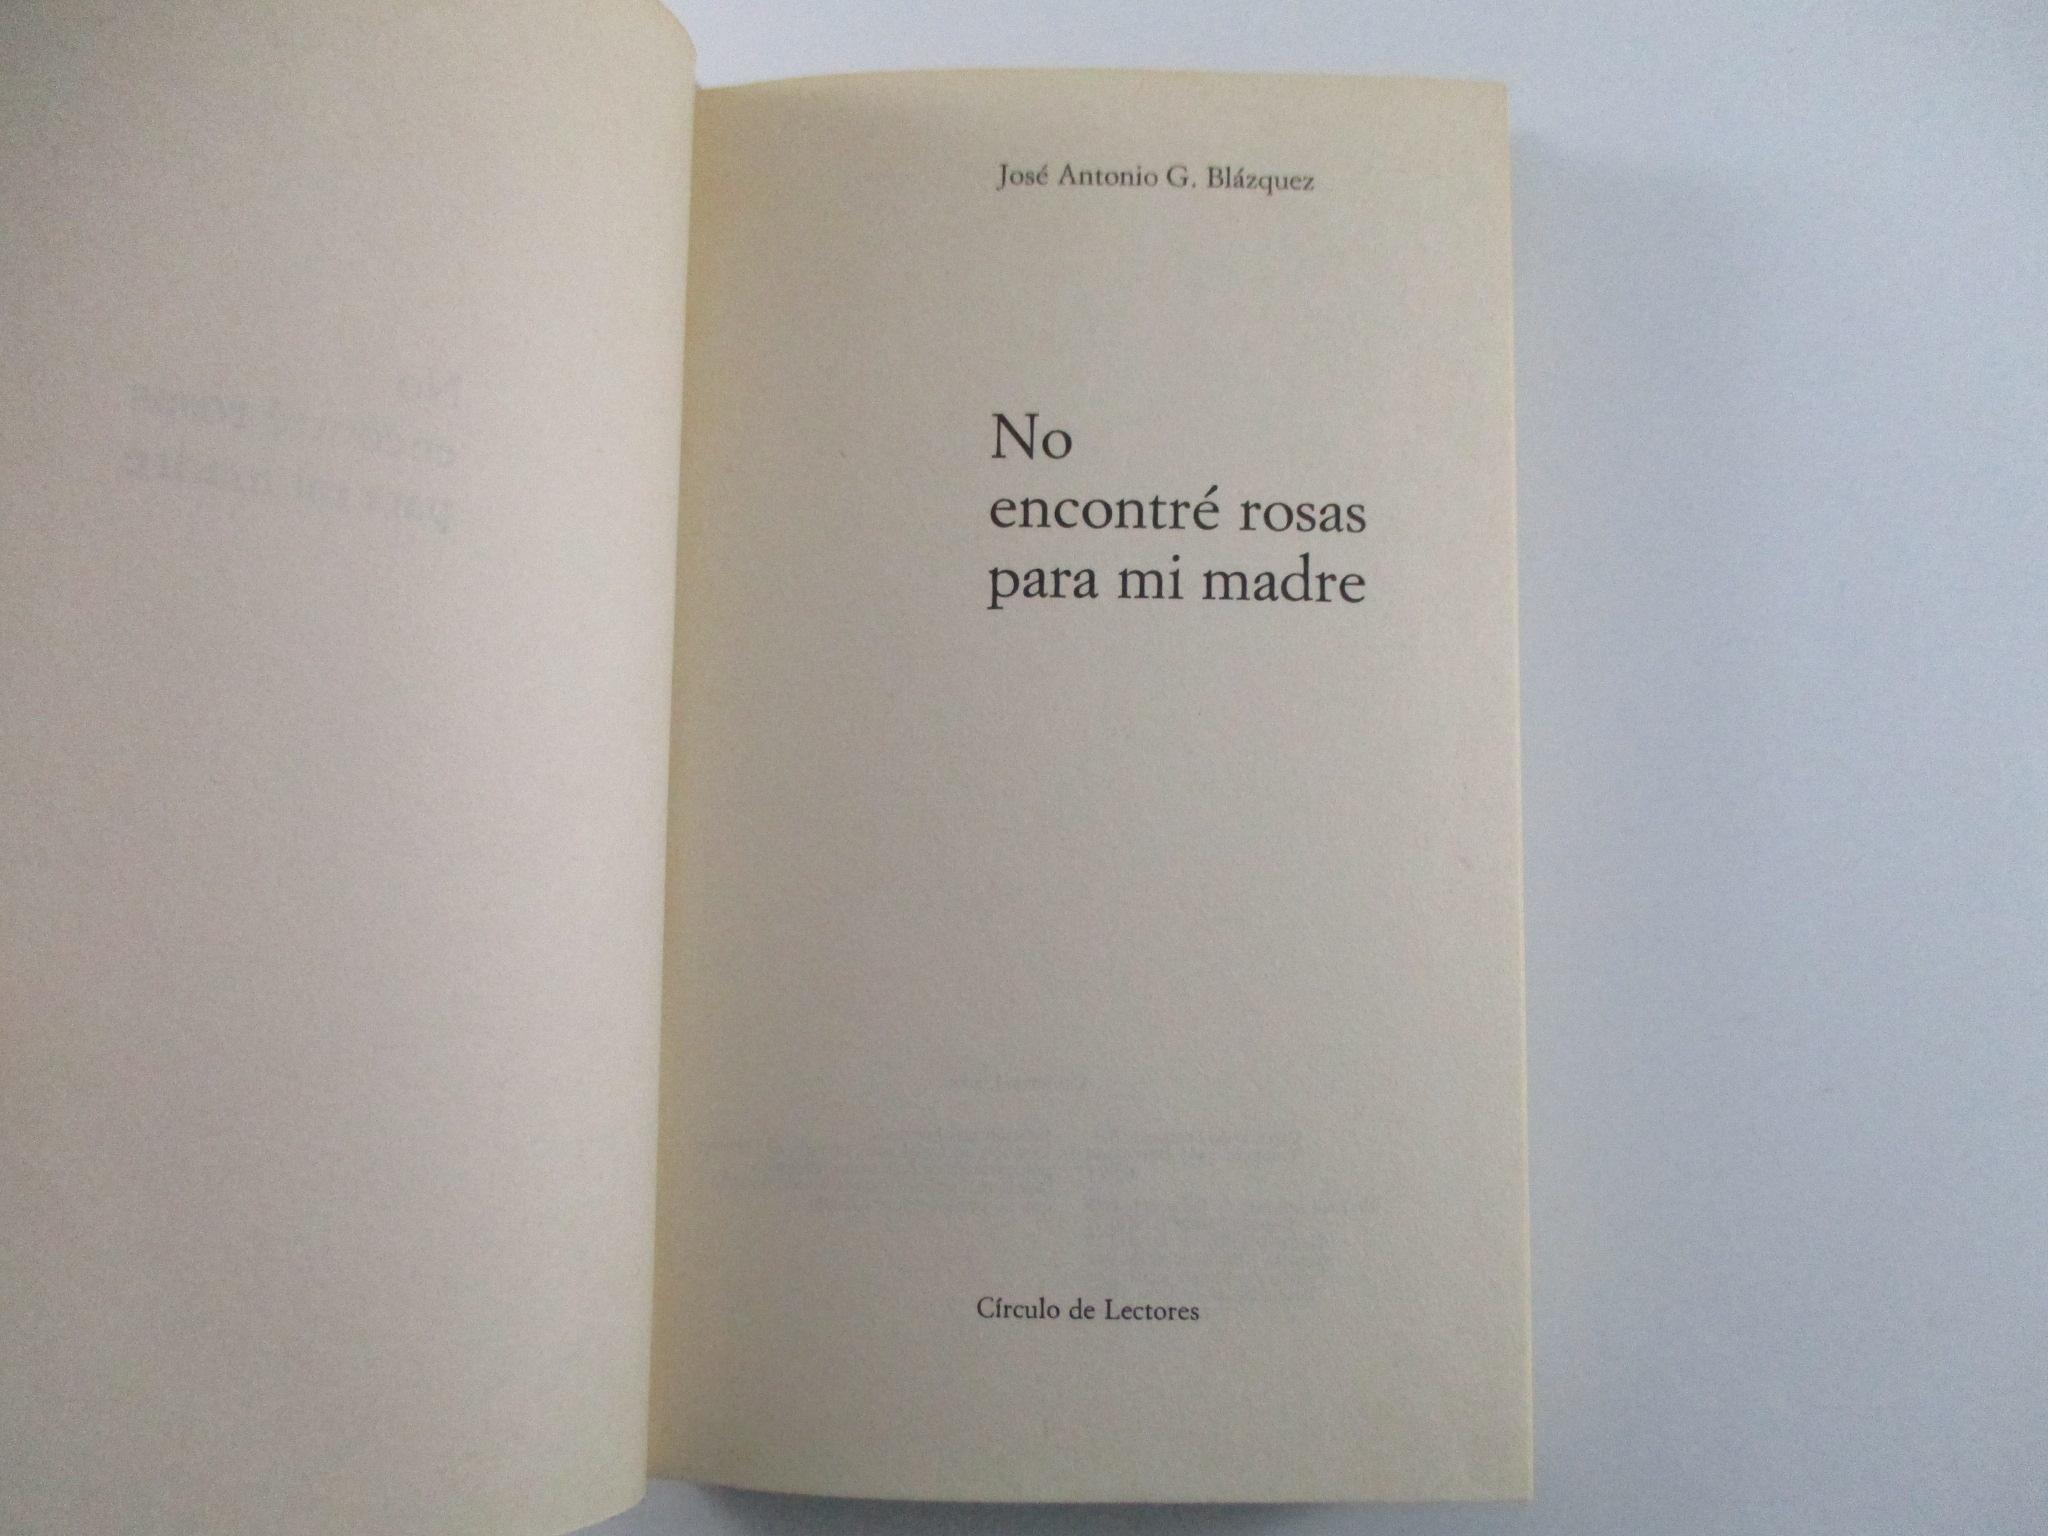 José Antonio G. Blázquez
No
encontré rosas
para mi madre
Círculo de Lectores